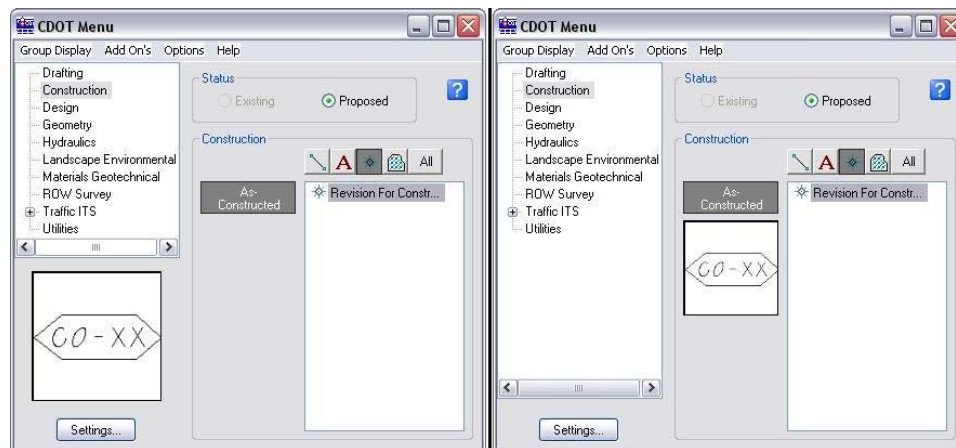 CDOT Menu
Group Display Add On's Options Help
Drafting
Construction
Design
Geometry
Hydraulics
Landscape Environmental
Materials Geotechnical
ROW Survey
Traffic ITS
Utilities
Status
Existing
Proposed
?
Construction
A
All
As-
Constructed
Revision For Constr...
CO-XX
Settings...
CDOT Menu
Group Display Add On's Options Help
Drafting
Construction
Design
Geometry
Hydraulics
Landscape Environmental
Materials Geotechnical
ROW Survey
Traffic ITS
Utilities
Status
Existing
Proposed
?
Construction
A
All
As-
Constructed
Revision For Constr...
CO-XX
Settings...